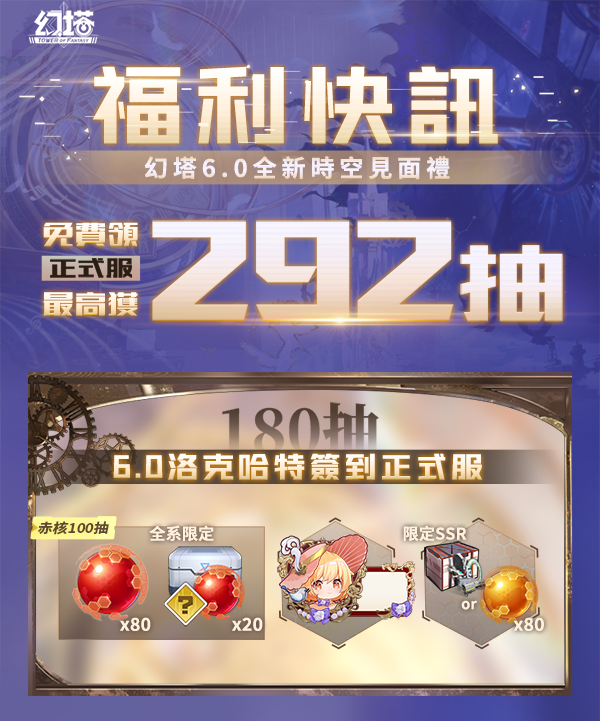 幻塔
TOWER OF FANTASY
福利快訊
幻塔6.0全新時空見面禮
免費領
正式服
最高獲
292抽
180抽
6.0洛克哈特簽到正式服
赤核100抽
全系限定
限定SSR
?
x80
x20
or
x80